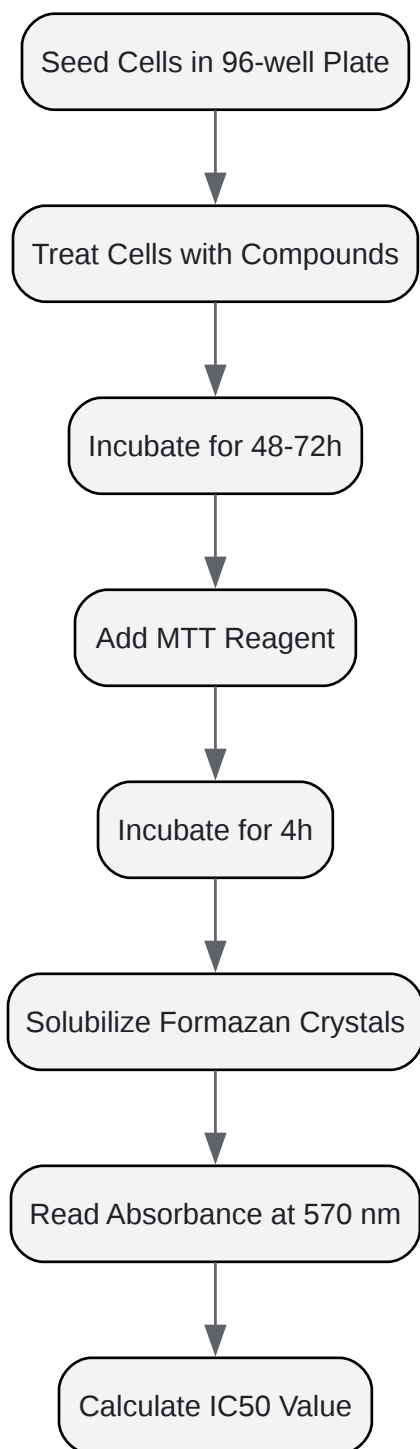 Seed Cells in 96-well Plate
Treat Cells with Compounds
Incubate for 48-72h
Add MTT Reagent
Incubate for 4h
Solubilize Formazan Crystals
Read Absorbance at 570 nm
Calculate IC50 Value